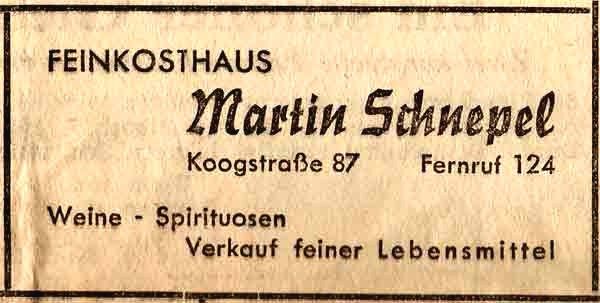 FEINKOSTHAUS
Martin Schnepel
Koogstraße 87 Fernruf 124
Weine - Spirituosen
Verkauf feiner Lebensmittel